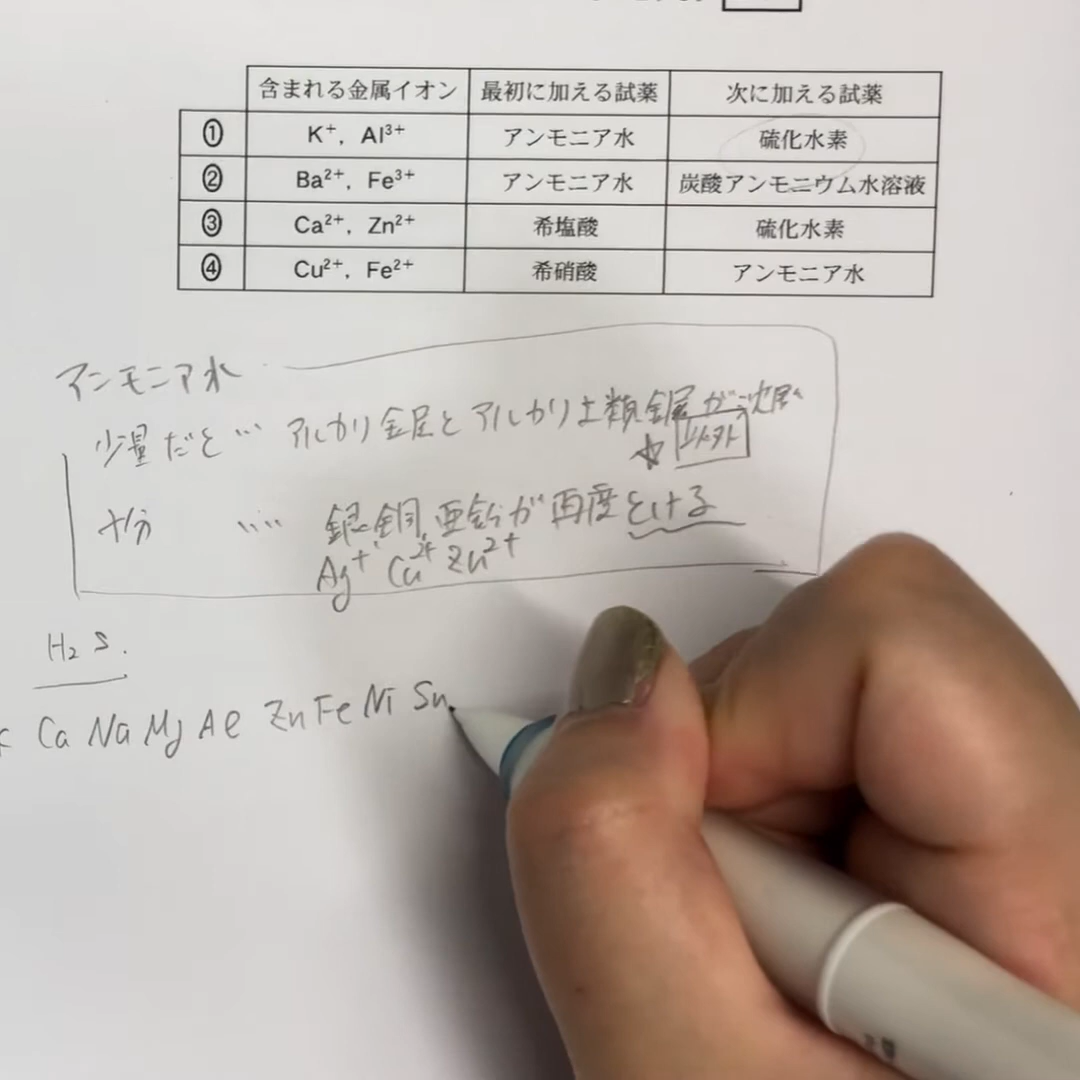 含まれる金属イオン 最初に加える試薬 次に加える試薬
① K⁺, Al³⁺ アンモニア水 硫化水素
② Ba²⁺, Fe³⁺ アンモニア水 炭酸アンモニウム水溶液
③ Ca²⁺, Zn²⁺ 希塩酸 硫化水素
④ Cu²⁺, Fe²⁺ 希硝酸 アンモニア水
アンモニア水
少量だと… アルカリ金属とアルカリ土類金属が沈殿
☆ 以外
十分 …… 銀、銅、亜鉛が再度とける
Ag⁺ Cu²⁺ Zn²⁺
H₂S.
Ca Na Mg Al Zn Fe Ni Sn